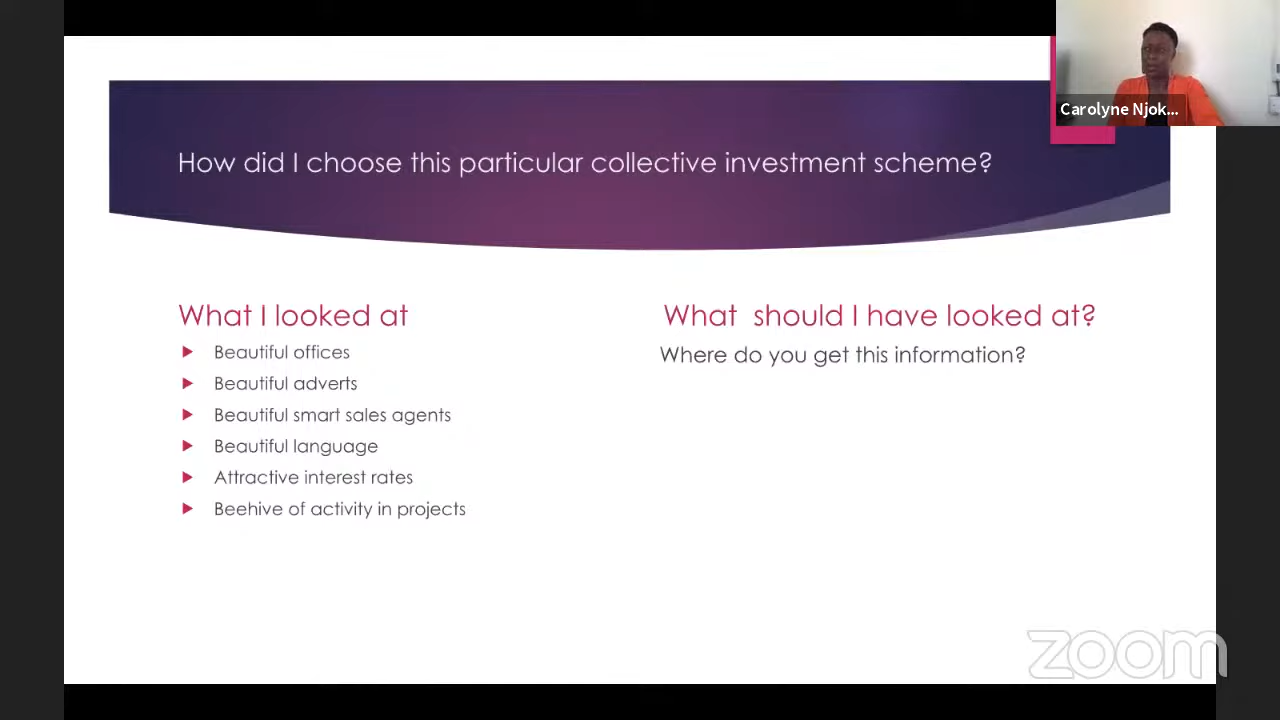 Carolyne Njok...
How did I choose this particular collective investment scheme?
What I looked at
Beautiful offices
Beautiful adverts
Beautiful smart sales agents
Beautiful language
Attractive interest rates
Beehive of activity in projects
What should I have looked at?
Where do you get this information?
zoom